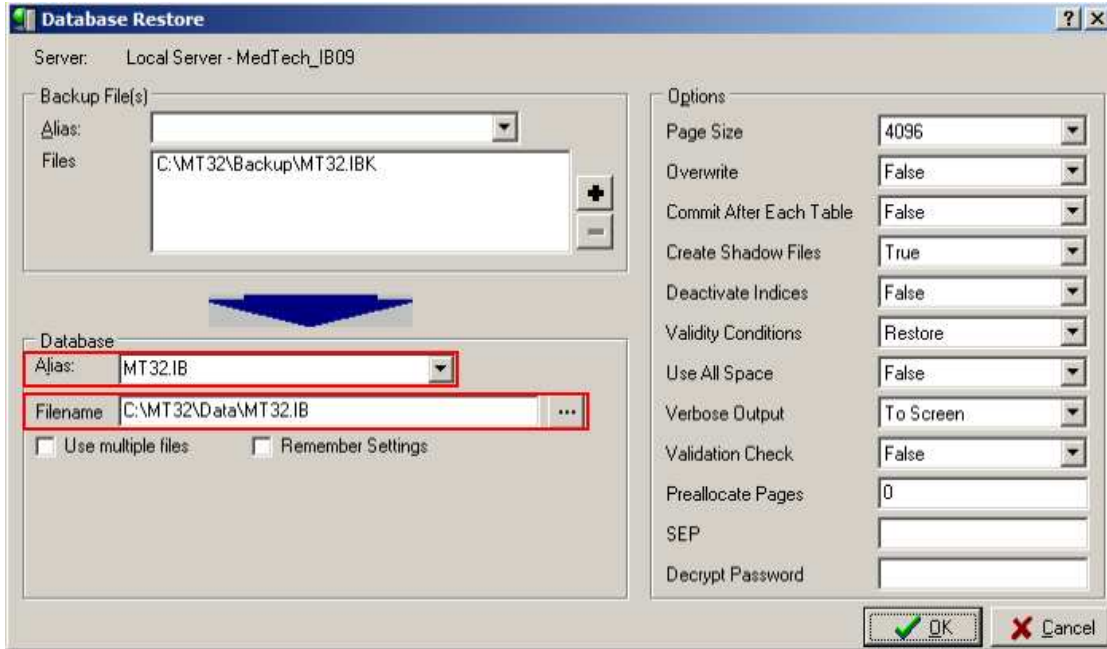 Database Restore
Server: Local Server - MedTech_IB09
Backup File(s)
Alias:
Files C:\MT32\Backup\MT32.IBK
Database
Alias: MT32.IB
Filename C:\MT32\Data\MT32.IB ...
Use multiple files Remember Settings
Options
Page Size 4096
Overwrite False
Commit After Each Table False
Create Shadow Files True
Deactivate Indices False
Validity Conditions Restore
Use All Space False
Verbose Output To Screen
Validation Check False
Preallocate Pages 0
SEP
Decrypt Password
OK Cancel